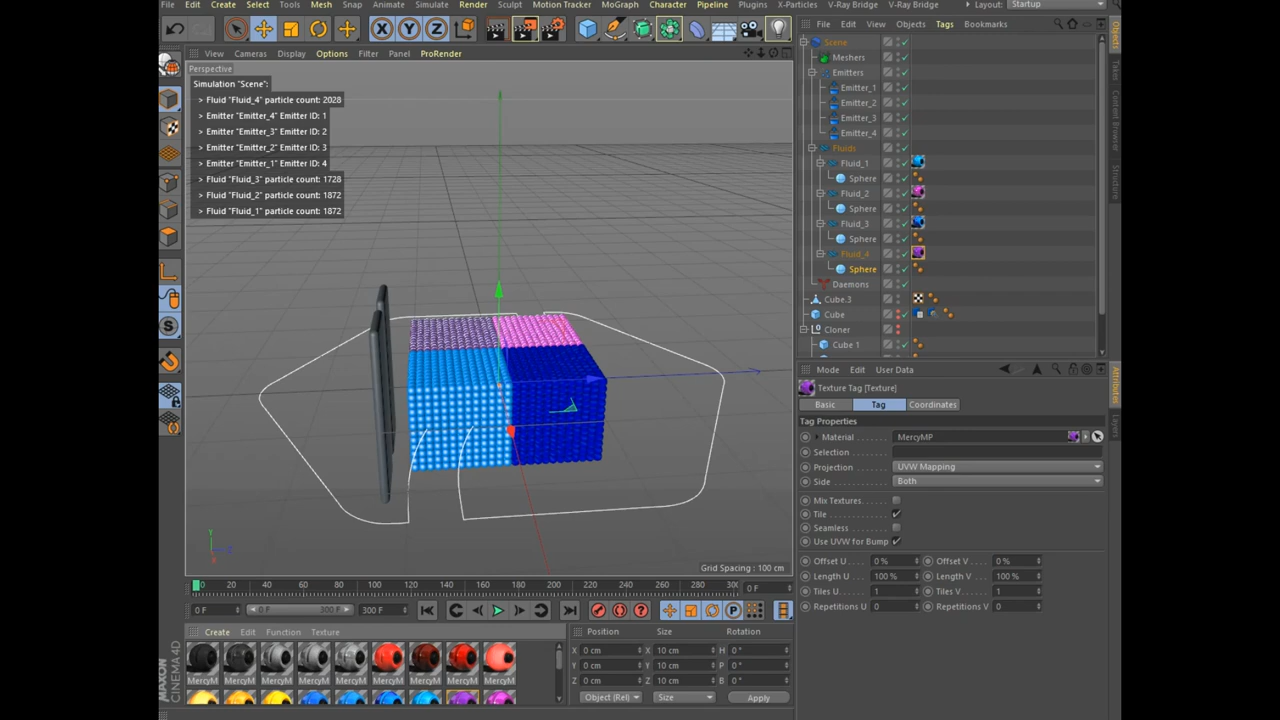 File Edit Create Select Tools Mesh Snap Animate Simulate Render Sculpt Motion Tracker MoGraph Character Pipeline Plugins X-Particles V-Ray Bridge V-Ray Bridge Layout: Startup
X Y Z
View Cameras Display Options Filter Panel ProRender
Perspective
Simulation "Scene":
> Fluid "Fluid_4" particle count: 2028
> Emitter "Emitter_4" Emitter ID: 1
> Emitter "Emitter_3" Emitter ID: 2
> Emitter "Emitter_2" Emitter ID: 3
> Emitter "Emitter_1" Emitter ID: 4
> Fluid "Fluid_3" particle count: 1728
> Fluid "Fluid_2" particle count: 1872
> Fluid "Fluid_1" particle count: 1872
Y
Z
Grid Spacing : 100 cm
File Edit View Objects Tags Bookmarks
Scene
Meshers
Emitters
Emitter_1
Emitter_2
Emitter_3
Emitter_4
Fluids
Fluid_1
Sphere
Fluid_2
Sphere
Fluid_3
Sphere
Fluid_4
Sphere
Daemons
Cube.3
Cube
Cloner
Cube 1
Objects
Takes
Content Browser
Structure
Mode Edit User Data
Texture Tag [Texture]
Basic Tag Coordinates
Tag Properties
Material MercyMP
Selection
Projection UVW Mapping
Side Both
Mix Textures
Tile
Seamless
Use UVW for Bump
Offset U 0 % Offset V 0 %
Length U 100 % Length V 100 %
Tiles U 1 Tiles V 1
Repetitions U 0 Repetitions V 0
Attributes
Layers
0 20 40 60 80 100 120 140 160 180 200 220 240 260 280 0 F
0 F 0 F 300 F 300 F
Create Edit Function Texture
MercyM MercyM MercyM MercyM MercyM MercyM MercyM MercyM MercyM
Position Size Rotation
X 0 cm X 10 cm H 0 °
Y 0 cm Y 10 cm P 0 °
Z 0 cm Z 10 cm B 0 °
Object (Rel) Size Apply
MAXON
CINEMA 4D